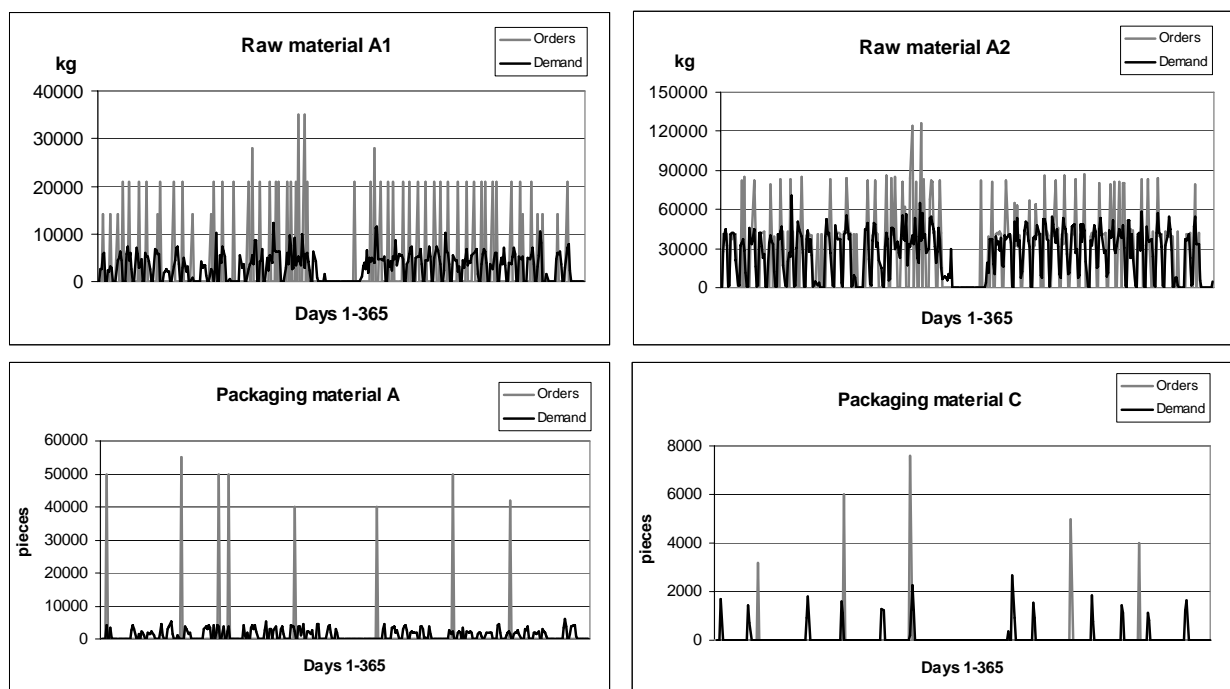 Raw material A1
Orders
Demand
kg
40000
30000
20000
10000
0
Days 1-365
Raw material A2
Orders
Demand
kg
150000
120000
90000
60000
30000
0
Days 1-365
Packaging material A
Orders
Demand
60000
50000
40000
30000
20000
10000
0
pieces
Days 1-365
Packaging material C
Orders
Demand
8000
6000
4000
2000
0
pieces
Days 1-365